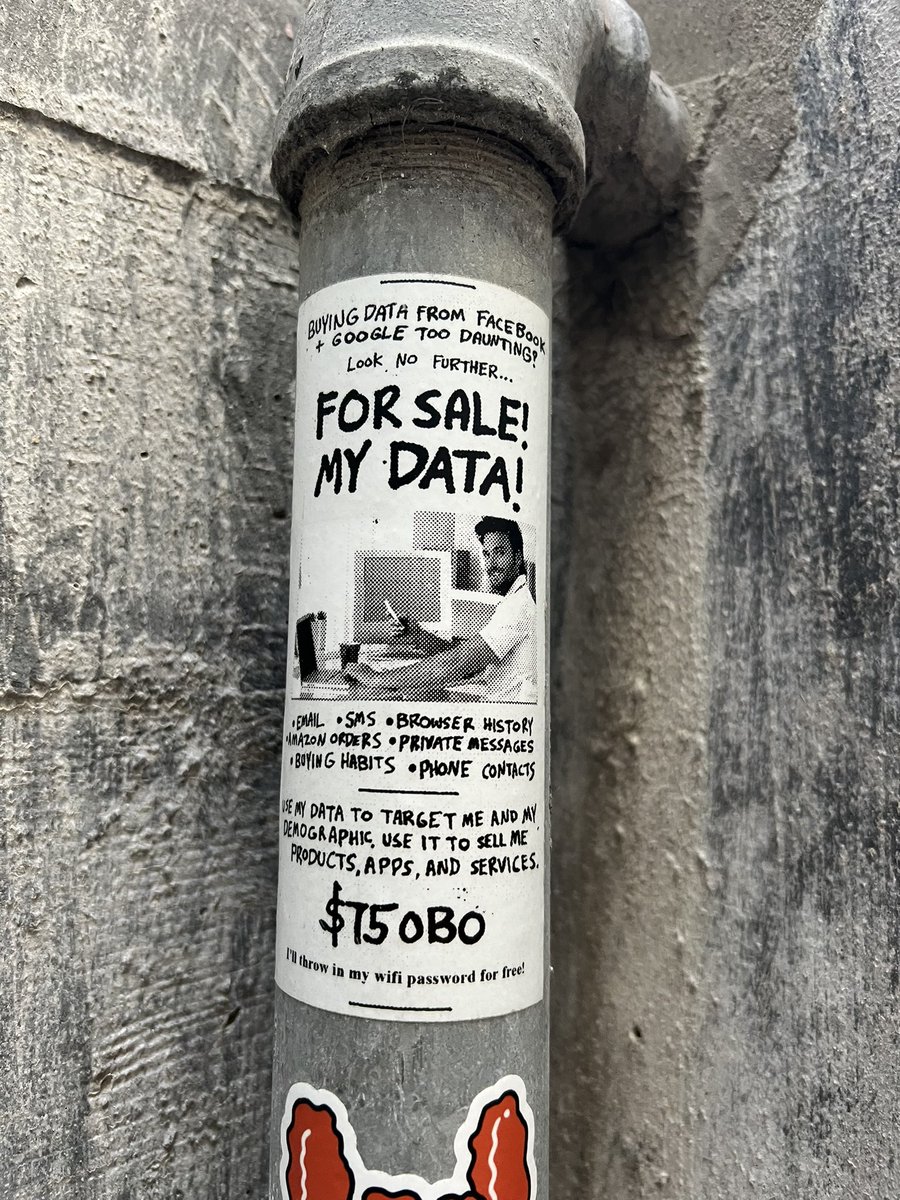 BUYING DATA FROM FACEBOOK
+ GOOGLE TOO DAUNTING?
LOOK NO FURTHER...
FOR SALE!
MY DATA!
•EMAIL •SMS •BROWSER HISTORY
•AMAZON ORDERS •PRIVATE MESSAGES
•BUYING HABITS •PHONE CONTACTS
USE MY DATA TO TARGET ME AND MY
DEMOGRAPHIC, USE IT TO SELL ME
PRODUCTS, APPS, AND SERVICES.
$75 OBO
I'll throw in my wifi password for free!